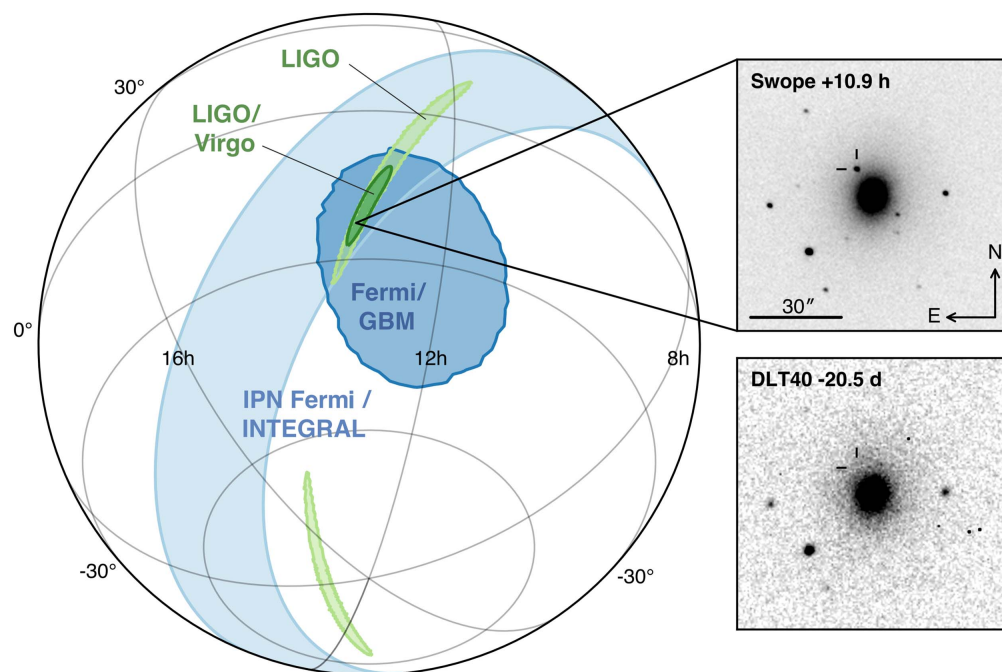 LIGO
30°
LIGO/
Virgo
Swope +10.9 h
N
E
30″
Fermi/
GBM
0°
16h
12h
8h
DLT40 -20.5 d
IPN Fermi /
INTEGRAL
-30°
-30°